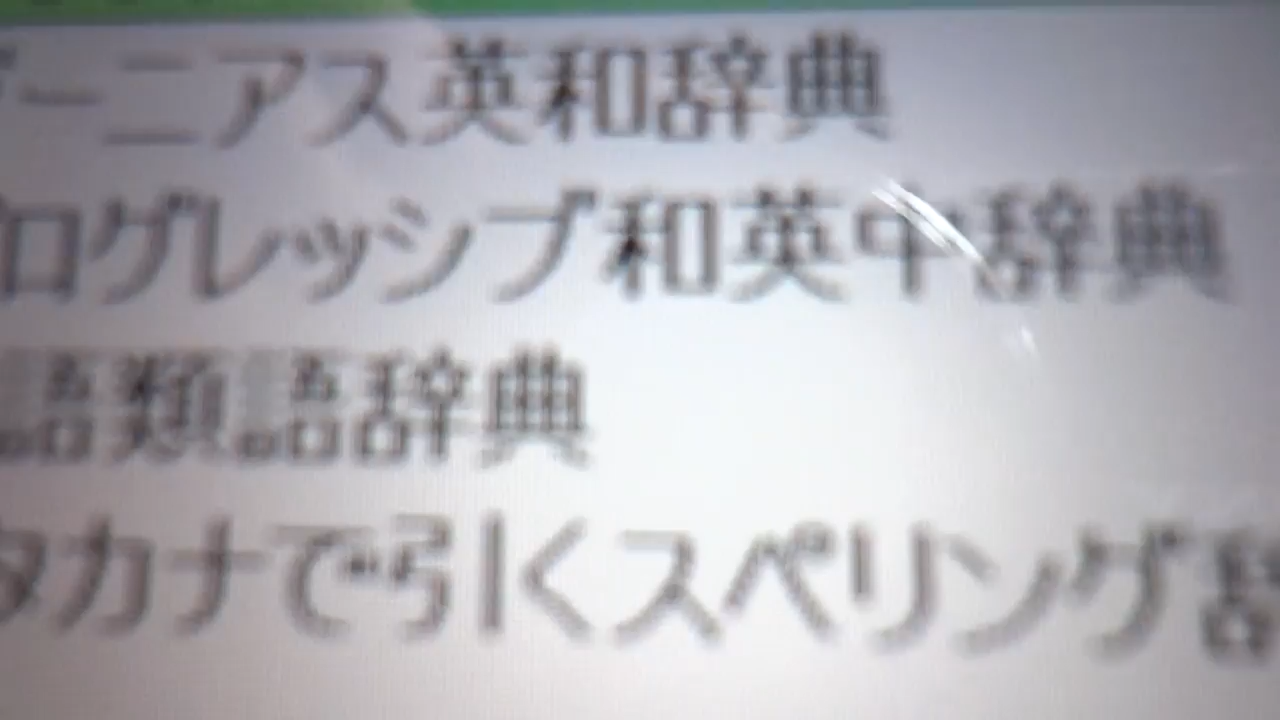 ーニアス英和辞典
ログレッシブ和英中辞典
語類語辞典
タカナで引くスペリング辞